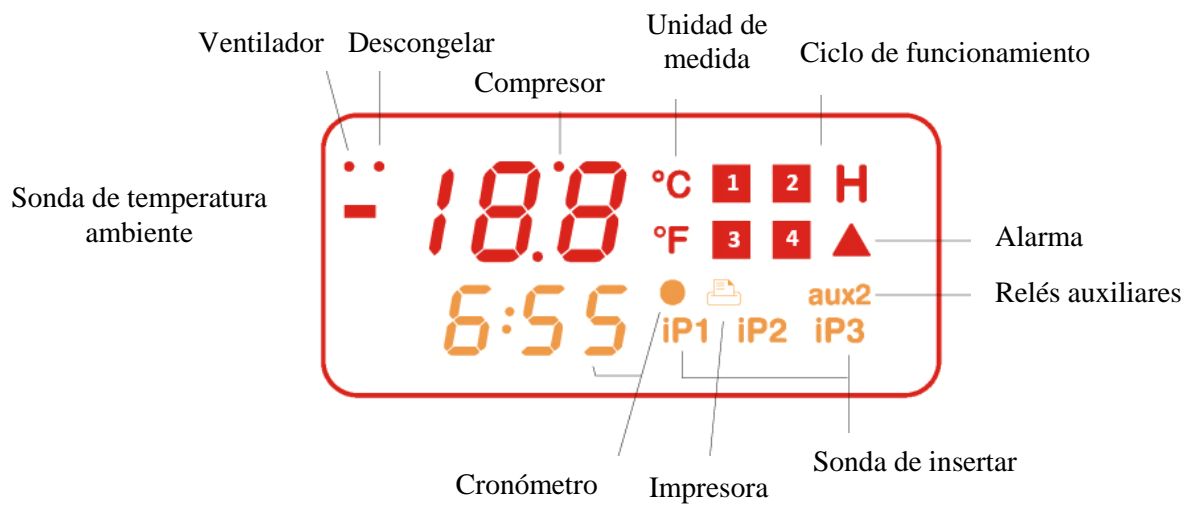 Unidad de
medida
Ventilador Descongelar
Ciclo de funcionamiento
Compresor
Sonda de temperatura
ambiente
-18.8 °C 1 2 H
°F 3 4
Alarma
6:55 aux2
Relés auxiliares
iP1 iP2 iP3
Sonda de insertar
Cronómetro Impresora